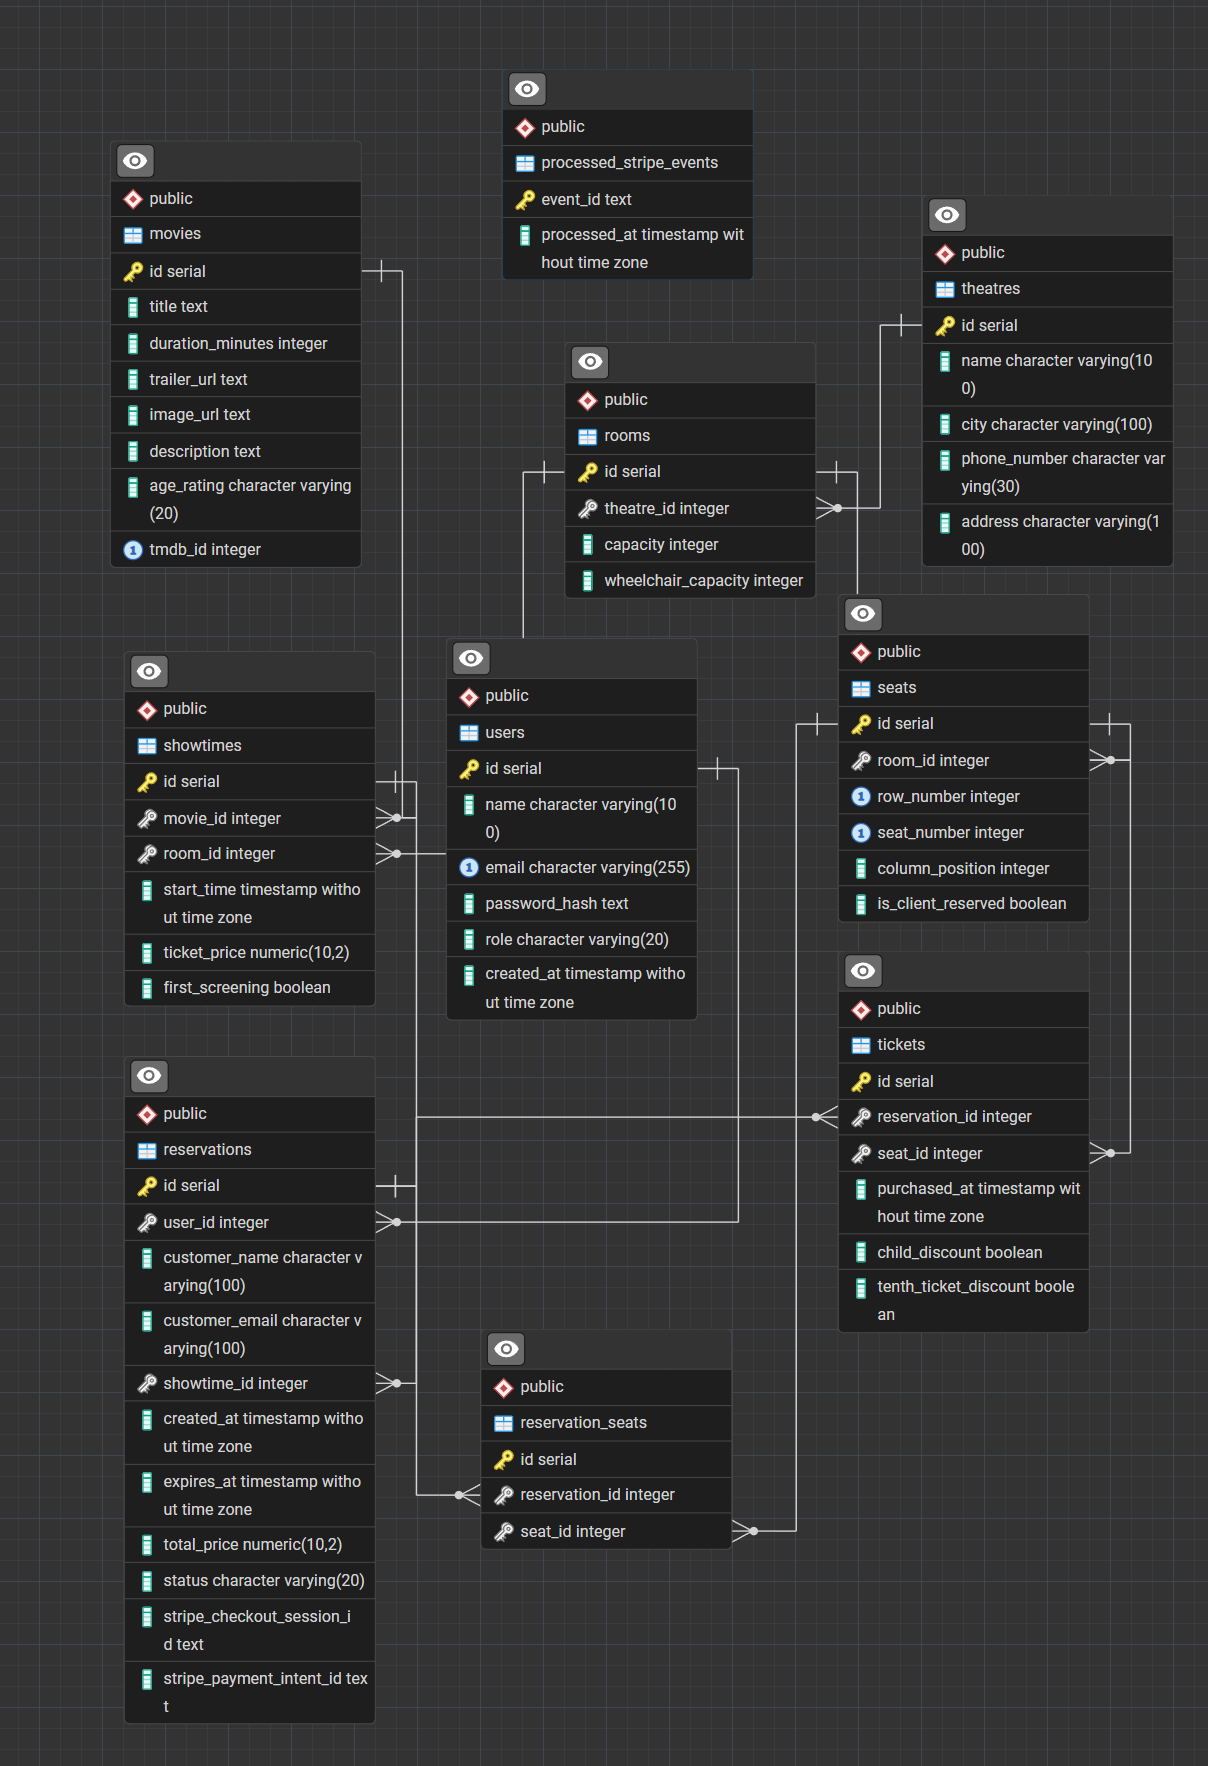 public
processed_stripe_events
event_id text
processed_at timestamp wit
hout time zone
public
movies
id serial
title text
duration_minutes integer
trailer_url text
image_url text
description text
age_rating character varying
(20)
1 tmdb_id integer
public
theatres
id serial
name character varying(10
0)
city character varying(100)
phone_number character var
ying(30)
address character varying(1
00)
public
rooms
id serial
theatre_id integer
capacity integer
wheelchair_capacity integer
public
showtimes
id serial
movie_id integer
room_id integer
start_time timestamp witho
ut time zone
ticket_price numeric(10,2)
first_screening boolean
public
users
id serial
name character varying(10
0)
1 email character varying(255)
password_hash text
role character varying(20)
created_at timestamp witho
ut time zone
public
seats
id serial
room_id integer
1 row_number integer
1 seat_number integer
column_position integer
is_client_reserved boolean
public
tickets
id serial
reservation_id integer
seat_id integer
purchased_at timestamp wit
hout time zone
child_discount boolean
tenth_ticket_discount boole
an
public
reservations
id serial
user_id integer
customer_name character v
arying(100)
customer_email character v
arying(100)
showtime_id integer
created_at timestamp witho
ut time zone
expires_at timestamp witho
ut time zone
total_price numeric(10,2)
status character varying(20)
stripe_checkout_session_i
d text
stripe_payment_intent_id tex
t
public
reservation_seats
id serial
reservation_id integer
seat_id integer